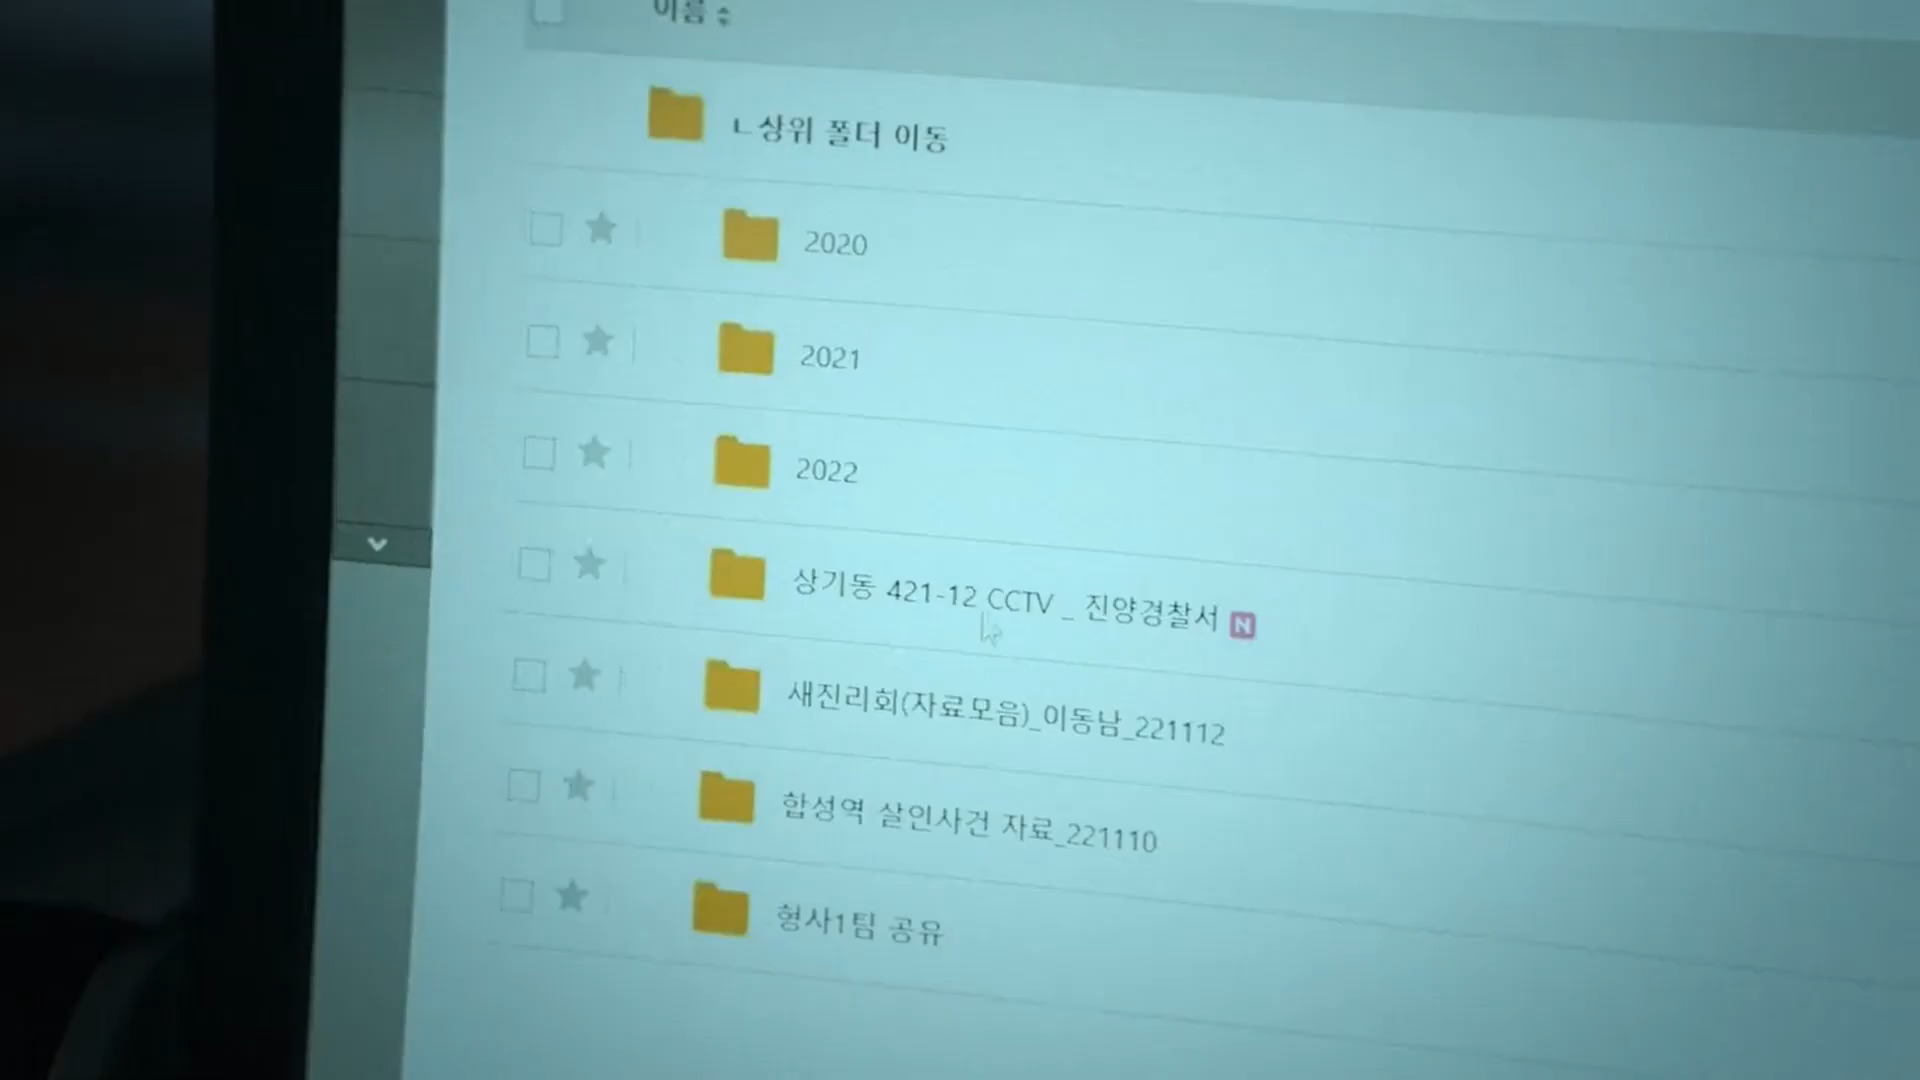 이름
ㄴ상위 폴더 이동
2020
2021
2022
상기동 421-12 CCTV _ 진양경찰서 N
새진리회(자료모음)_이동남_221112
합성역 살인사건 자료_221110
형사1팀 공유